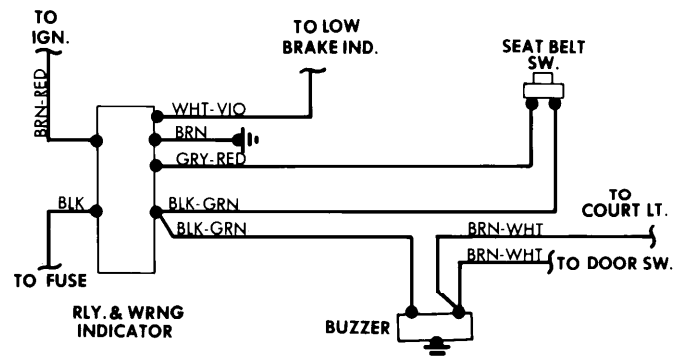 TO
IGN.
TO LOW
BRAKE IND.
SEAT BELT
SW.
BRN-RED
WHT-VIO
BRN
GRY-RED
BLK
BLK-GRN
BLK-GRN
TO
COURT LT.
BRN-WHT
BRN-WHT
TO DOOR SW.
TO FUSE
RLY. & WRNG
INDICATOR
BUZZER